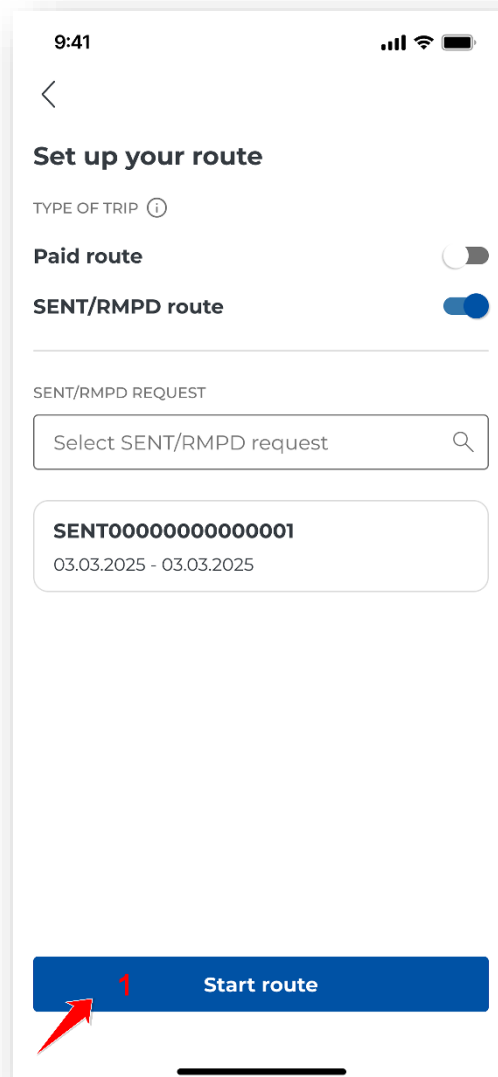 9:41
Set up your route
TYPE OF TRIP
Paid route
SENT/RMPD route
SENT/RMPD REQUEST
Select SENT/RMPD request
SENT00000000000001
03.03.2025 - 03.03.2025
1 Start route